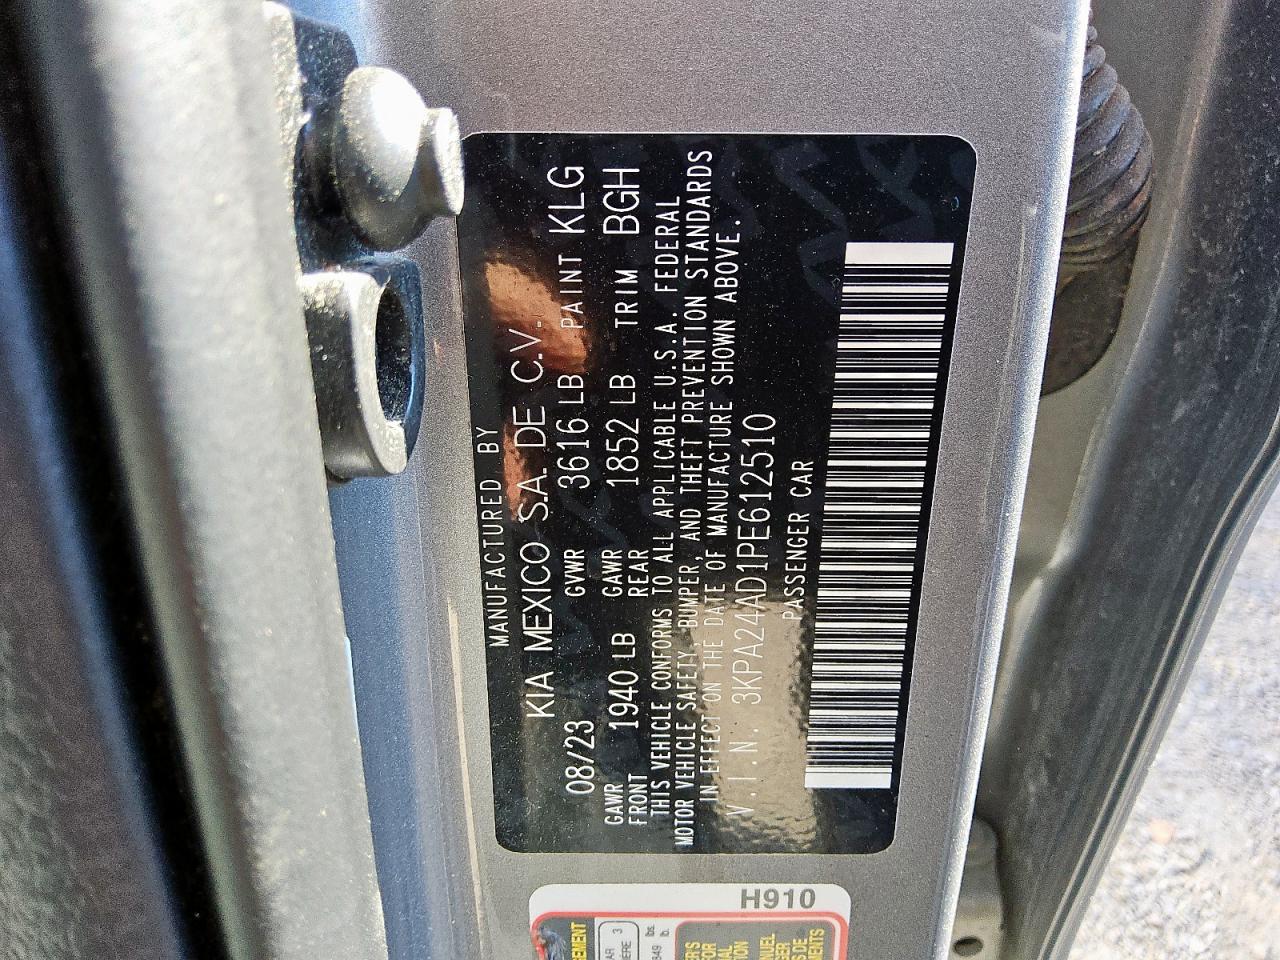 MANUFACTURED BY
KIA MEXICO S.A. DE C.V.
08/23 GVWR 3616 LB PAINT KLG
GAWR FRONT 1940 LB GAWR REAR 1852 LB TRIM BGH
THIS VEHICLE CONFORMS TO ALL APPLICABLE U.S.A. FEDERAL
MOTOR VEHICLE SAFETY, BUMPER, AND THEFT PREVENTION STANDARDS
IN EFFECT ON THE DATE OF MANUFACTURE SHOWN ABOVE.
V.I.N. 3KPA24AD1PE612510
PASSENGER CAR
H910